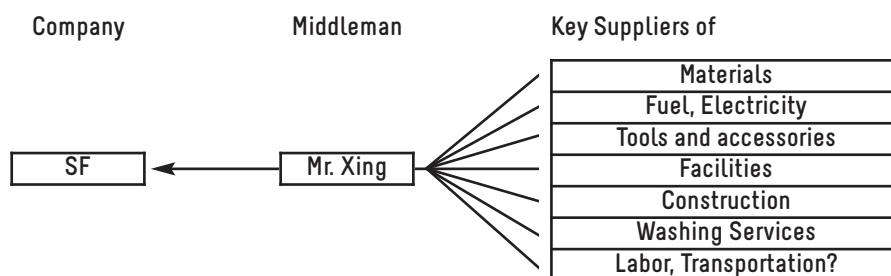 Company Middleman Key Suppliers of
Materials
Fuel, Electricity
Tools and accessories
SF Mr. Xing Facilities
Construction
Washing Services
Labor, Transportation?